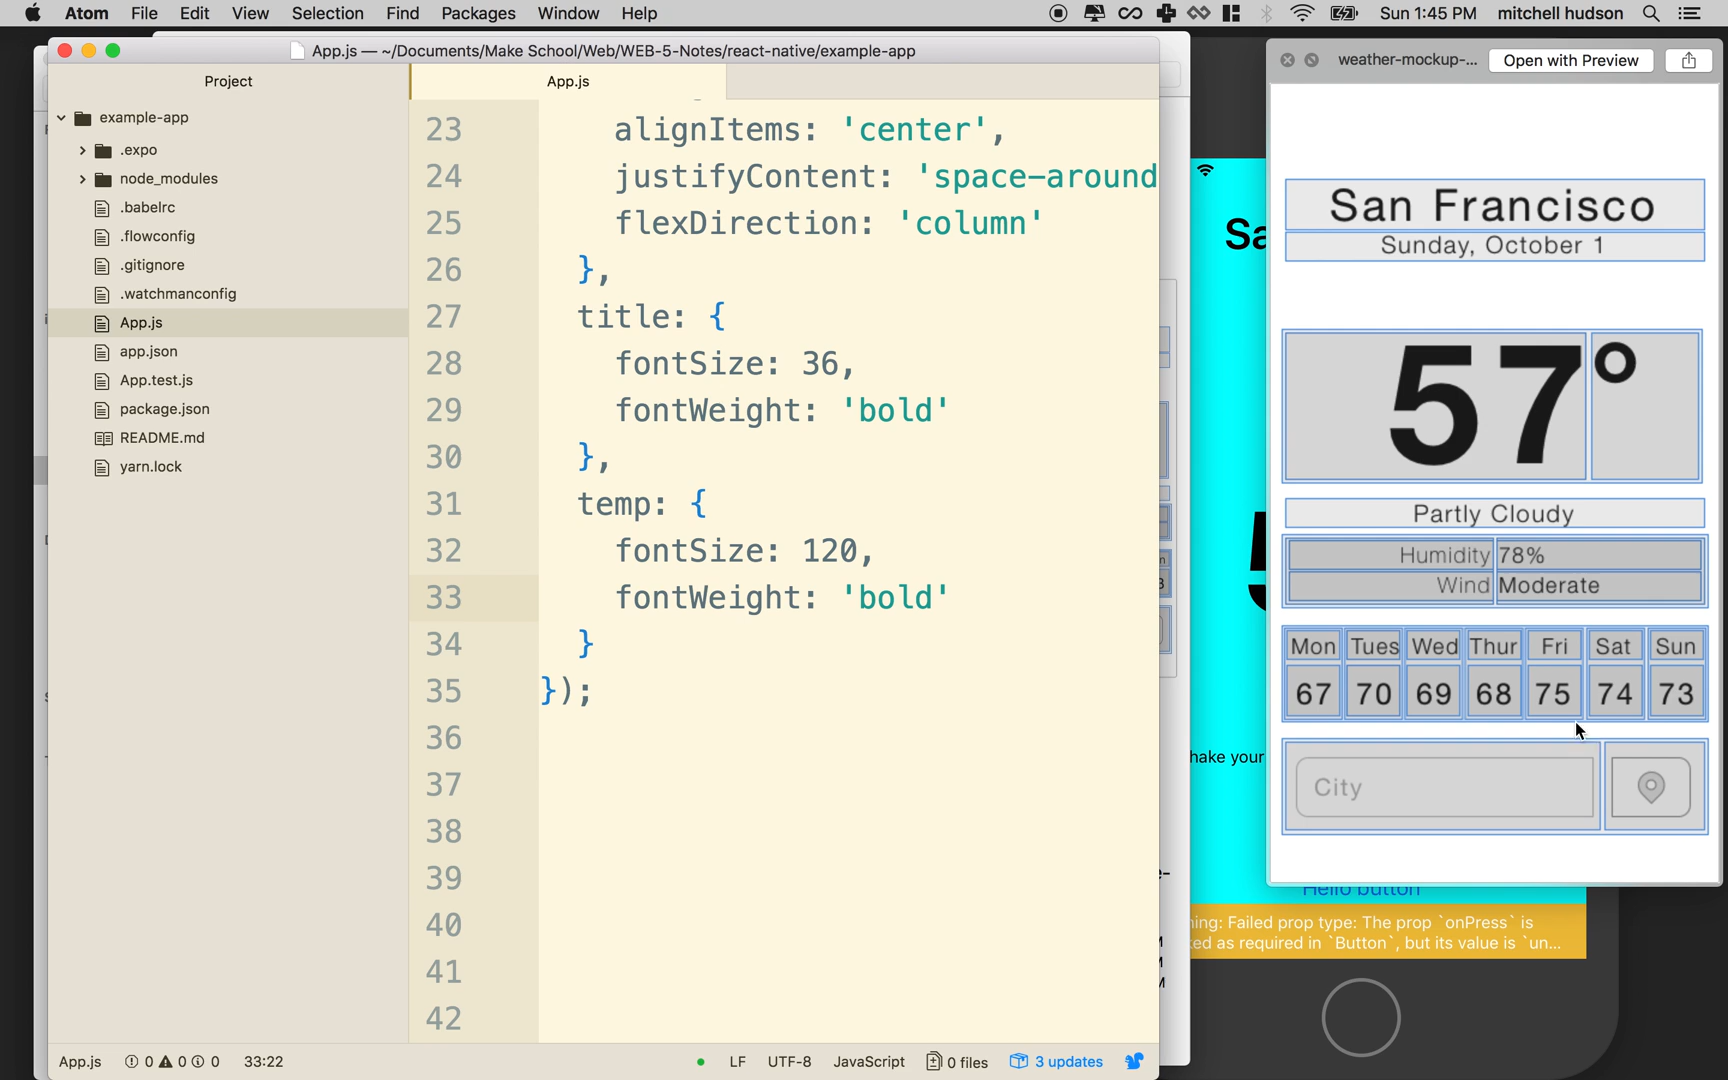 Atom File Edit View Selection Find Packages Window Help
Sun 1:45 PM mitchell hudson
App.js — ~/Documents/Make School/Web/WEB-5-Notes/react-native/example-app
Project
App.js
example-app
.expo
node_modules
.babelrc
.flowconfig
.gitignore
.watchmanconfig
App.js
app.json
App.test.js
package.json
README.md
yarn.lock
23 alignItems: 'center',
24 justifyContent: 'space-around
25 flexDirection: 'column'
26 },
27 title: {
28 fontSize: 36,
29 fontWeight: 'bold'
30 },
31 temp: {
32 fontSize: 120,
33 fontWeight: 'bold'
34 }
35 });
36
37
38
39
40
41
42
App.js 0 0 0 33:22
LF UTF-8 JavaScript 0 files 3 updates
weather-mockup-... Open with Preview
San Francisco
Sunday, October 1
57°
Partly Cloudy
Humidity 78%
Wind Moderate
Mon Tues Wed Thur Fri Sat Sun
67 70 69 68 75 74 73
City
Sa
hake your
Hello button
ning: Failed prop type: The prop `onPress` is
ed as required in `Button`, but its value is `un...